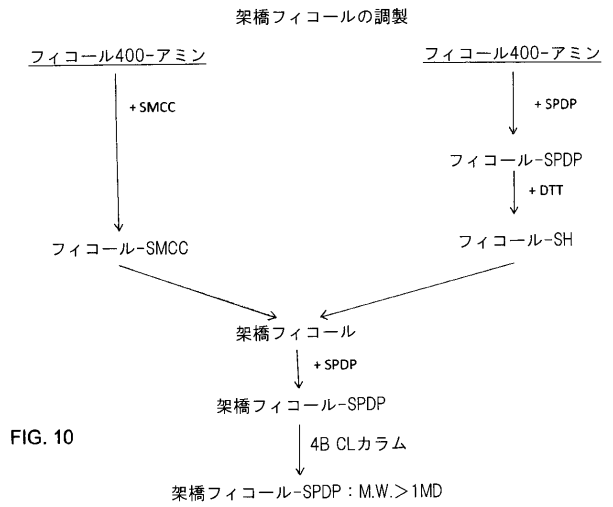 架橋フィコールの調製
フィコール400-アミン
フィコール400-アミン
+ SMCC
+ SPDP
フィコール-SPDP
+ DTT
フィコール-SMCC
フィコール-SH
架橋フィコール
+ SPDP
架橋フィコール-SPDP
FIG. 10
4B CLカラム
架橋フィコール-SPDP：M.W.＞1MD